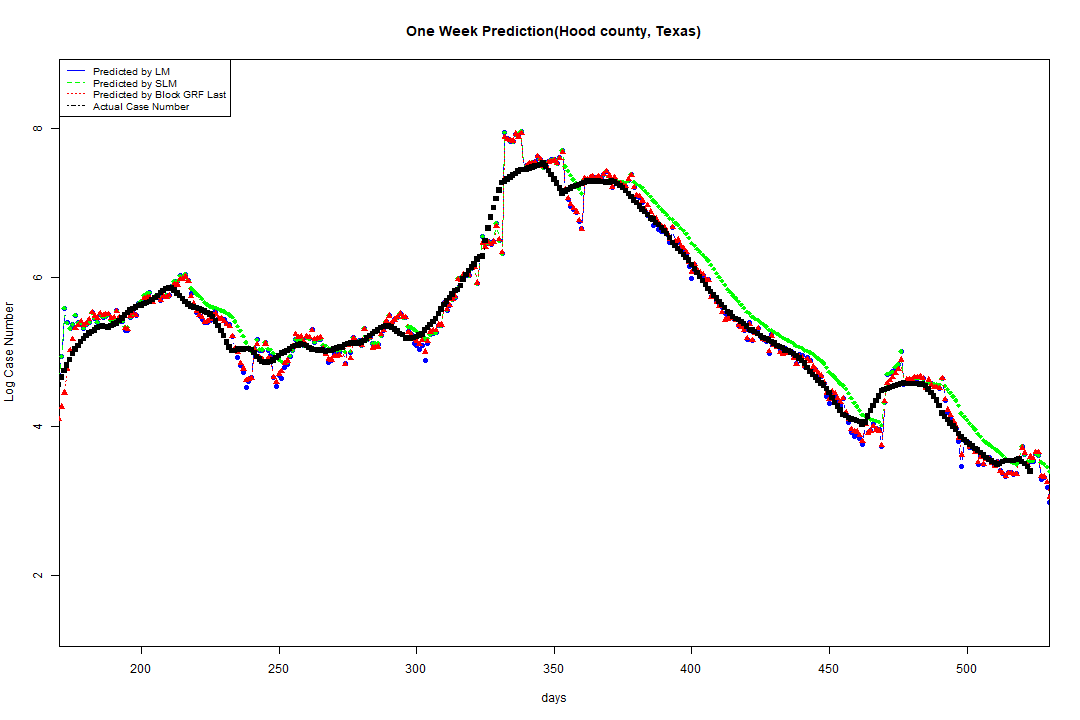 One Week Prediction(Hood county, Texas)
Predicted by LM
Predicted by SLM
Predicted by Block GRF Last
Actual Case Number
8
6
4
2
Log Case Number
200 250 300 350 400 450 500
days